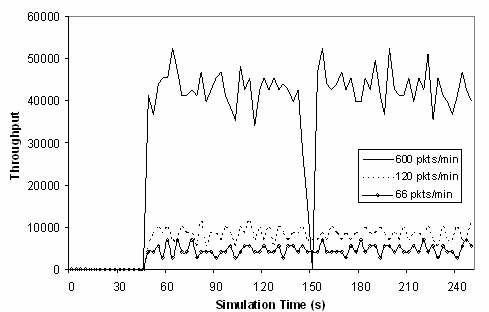 60000
50000
40000
30000
20000
10000
0
Throughput
600 pkts/min
120 pkts/min
66 pkts/min
0 30 60 90 120 150 180 210 240
Simulation Time (s)